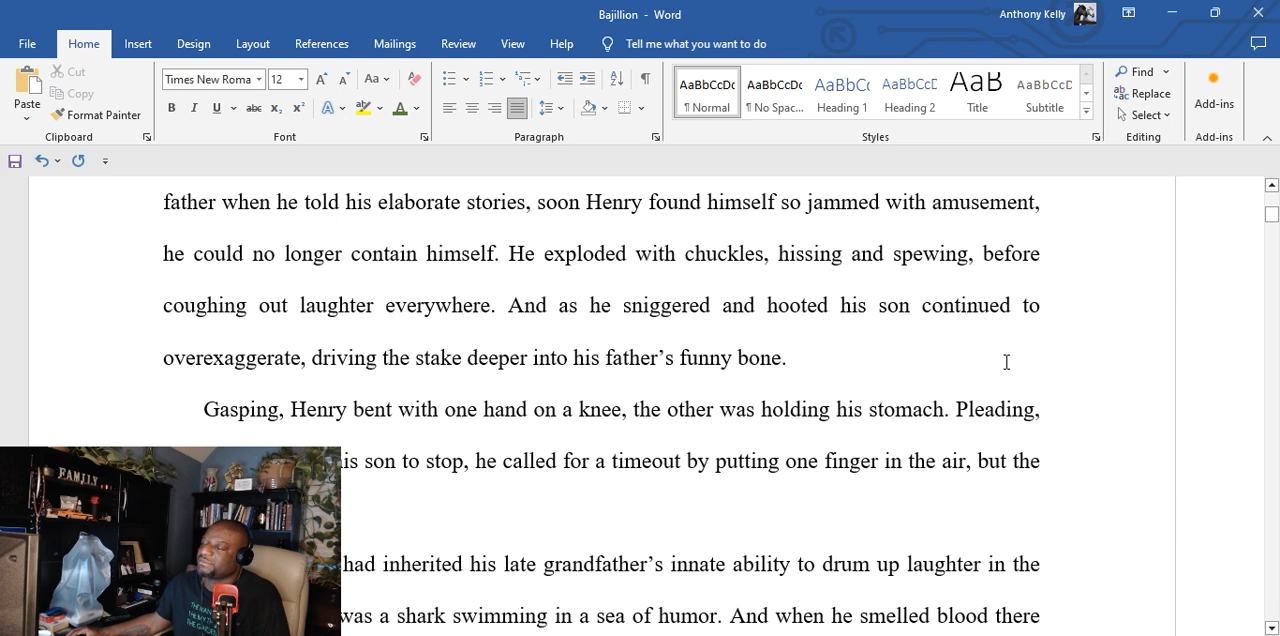 Bajillion - Word
Anthony Kelly
File Home Insert Design Layout References Mailings Review View Help Tell me what you want to do
Paste
Cut
Copy
Format Painter
Clipboard
Times New Roma 12
Aa
B I U abc X₂ X² A A
Font
Paragraph
AaBbCcDc AaBbCcDc AaBbCc AaBbCcD AaB AaBbCcD
¶ Normal ¶ No Spac... Heading 1 Heading 2 Title Subtitle
Styles
Find
Replace
Select
Editing
Add-ins
Add-ins
father when he told his elaborate stories, soon Henry found himself so jammed with amusement,
he could no longer contain himself. He exploded with chuckles, hissing and spewing, before
coughing out laughter everywhere. And as he sniggered and hooted his son continued to
overexaggerate, driving the stake deeper into his father’s funny bone.
Gasping, Henry bent with one hand on a knee, the other was holding his stomach. Pleading,
is son to stop, he called for a timeout by putting one finger in the air, but the
had inherited his late grandfather’s innate ability to drum up laughter in the
was a shark swimming in a sea of humor. And when he smelled blood there
FAMILY